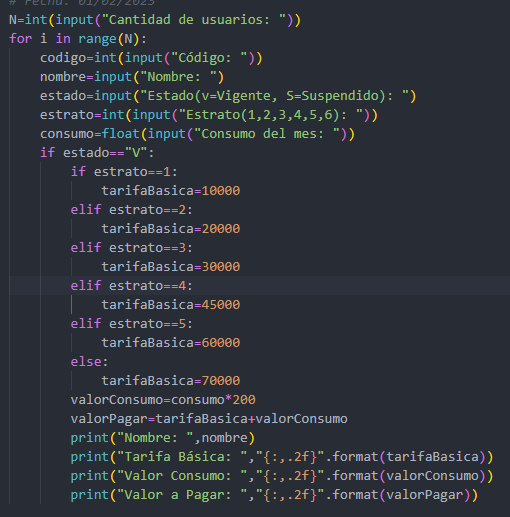 # Fecha: 01/02/2023
N=int(input("Cantidad de usuarios: "))
for i in range(N):
    codigo=int(input("Código: "))
    nombre=input("Nombre: ")
    estado=input("Estado(v=Vigente, S=Suspendido): ")
    estrato=int(input("Estrato(1,2,3,4,5,6): "))
    consumo=float(input("Consumo del mes: "))
    if estado=="V":
        if estrato==1:
            tarifaBasica=10000
        elif estrato==2:
            tarifaBasica=20000
        elif estrato==3:
            tarifaBasica=30000
        elif estrato==4:
            tarifaBasica=45000
        elif estrato==5:
            tarifaBasica=60000
        else:
            tarifaBasica=70000
        valorConsumo=consumo*200
        valorPagar=tarifaBasica+valorConsumo
        print("Nombre: ",nombre)
        print("Tarifa Básica: ","{:,.2f}".format(tarifaBasica))
        print("Valor Consumo: ","{:,.2f}".format(valorConsumo))
        print("Valor a Pagar: ","{:,.2f}".format(valorPagar))